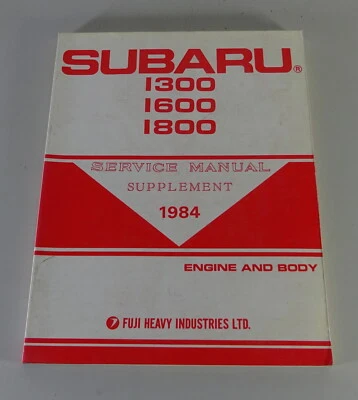 SUBARU®
1300
1600
1800
SERVICE MANUAL
SUPPLEMENT
1984
ENGINE AND BODY
FUJI HEAVY INDUSTRIES LTD.